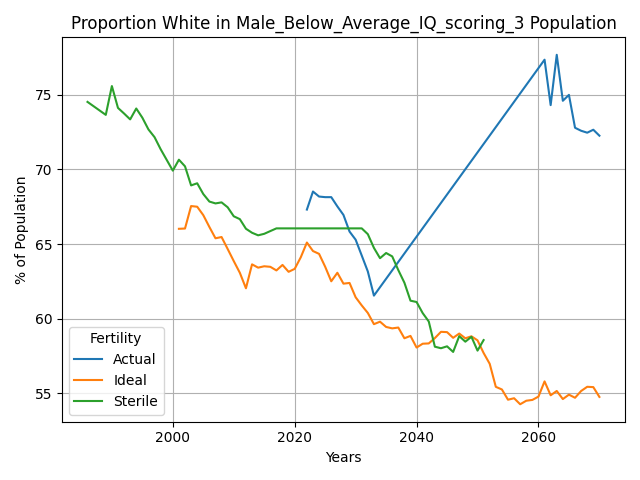 Proportion White in Male_Below_Average_IQ_scoring_3 Population
% of Population
75
70
65
60
55
Fertility
Actual
Ideal
Sterile
2000
2020
2040
2060
Years